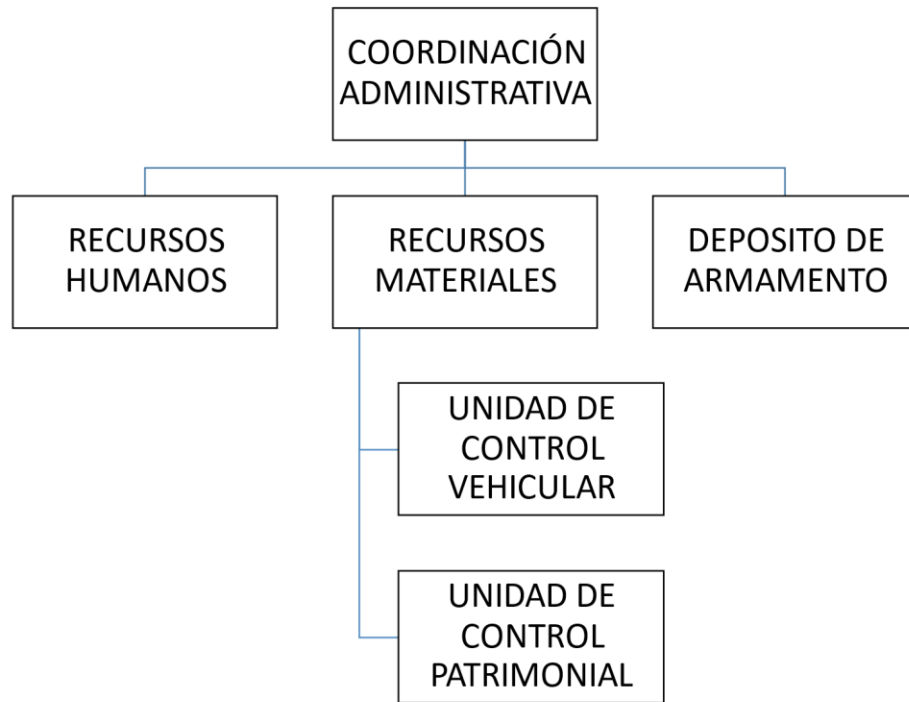 COORDINACIÓN
ADMINISTRATIVA
RECURSOS
HUMANOS
RECURSOS
MATERIALES
DEPOSITO DE
ARMAMENTO
UNIDAD DE
CONTROL
VEHICULAR
UNIDAD DE
CONTROL
PATRIMONIAL